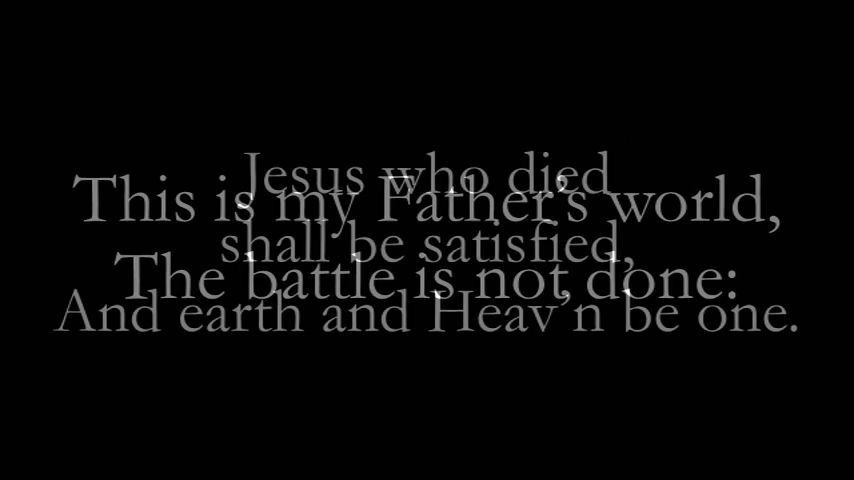 This is my Father's world,
The battle is not done:
Jesus who died
shall be satisfied,
And earth and Heav'n be one.